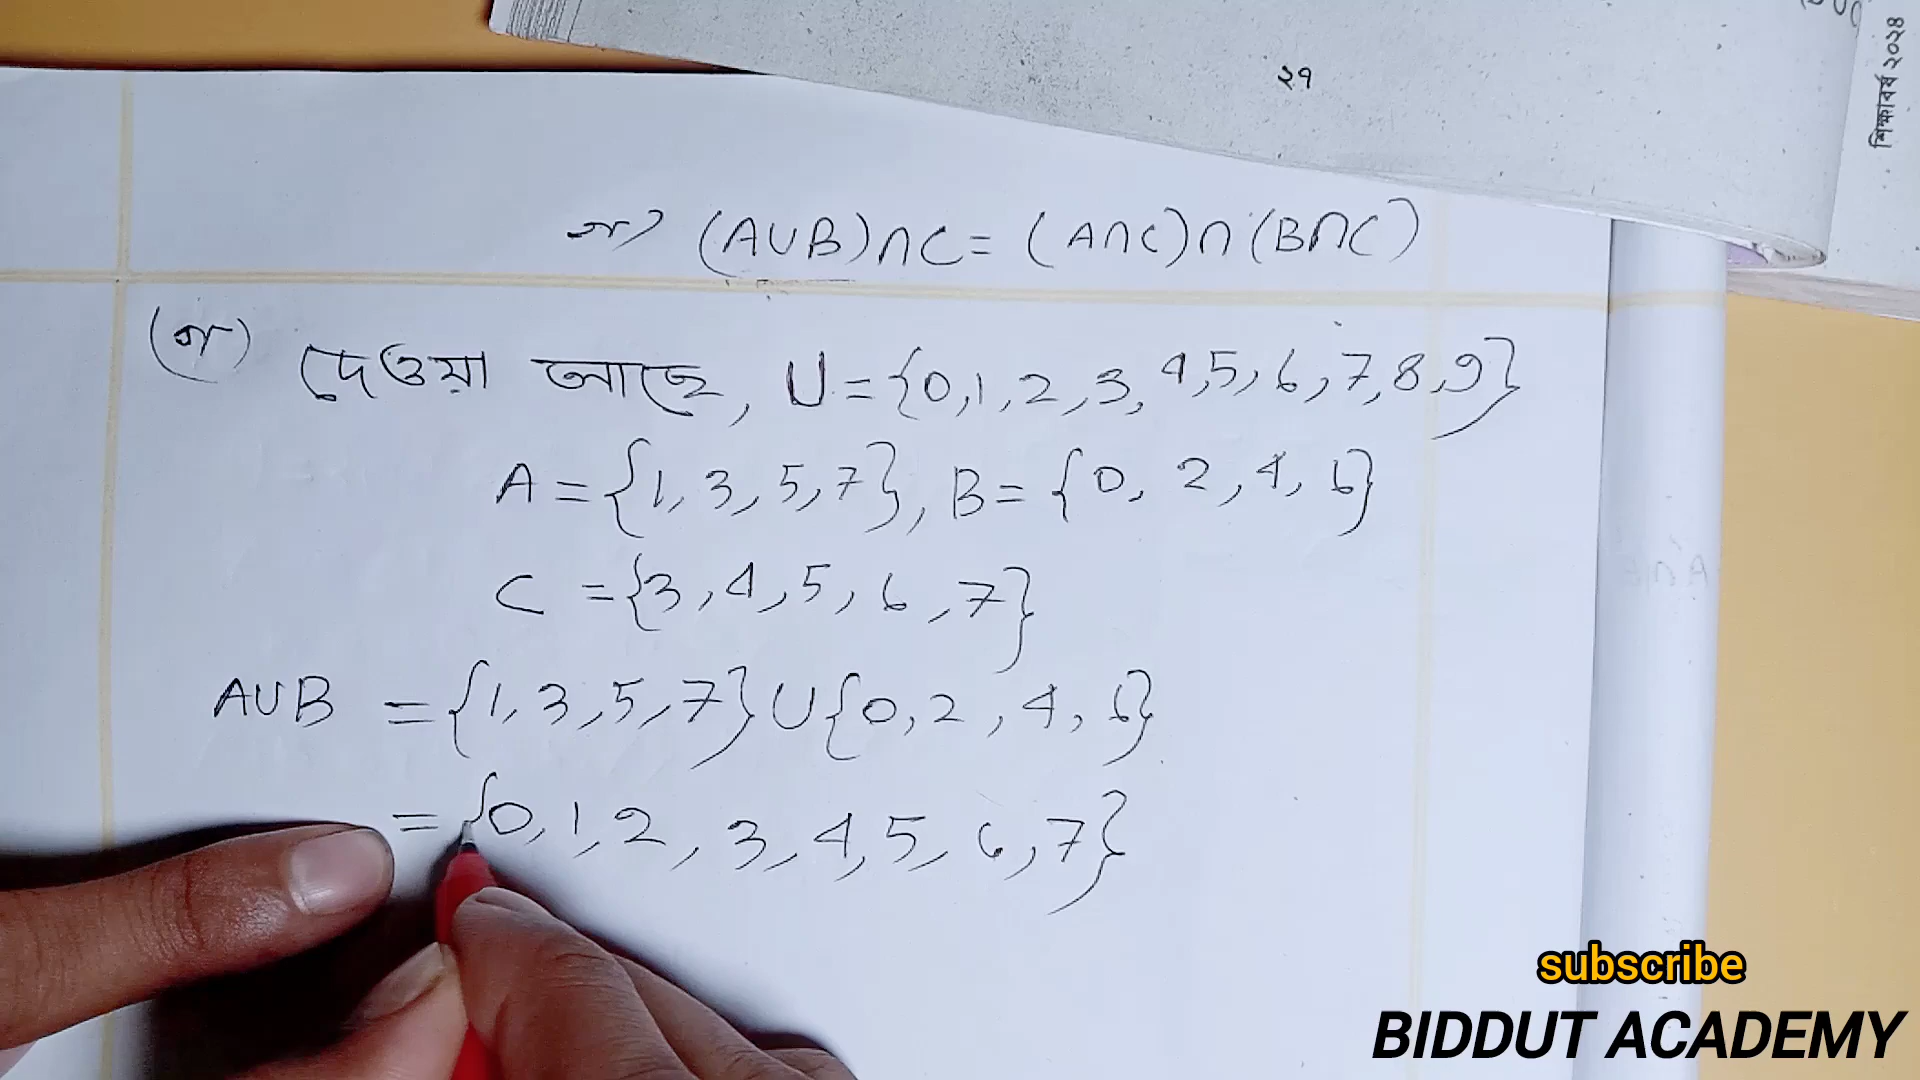 ২৭
শিক্ষাবর্ষ ২০২৪
গ) (A∪B)∩C = (A∩C)∩(B∩C)
(গ) দেওয়া আছে, U = {0,1,2,3,4,5,6,7,8,9}
A = {1,3,5,7}, B = {0,2,4,6}
C = {3,4,5,6,7}
A∪B = {1,3,5,7}∪{0,2,4,6}
= {0,1,2,3,4,5,6,7}
subscribe
BIDDUT ACADEMY